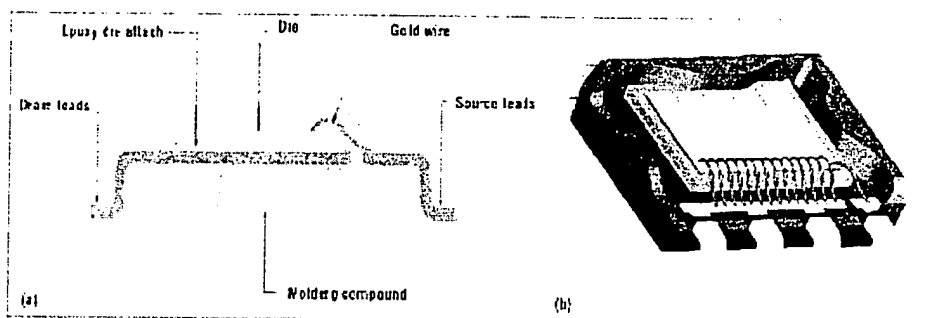 Epoxy die attach
Die
Gold wire
Drain leads
Source leads
Molding compound
(a)
(b)